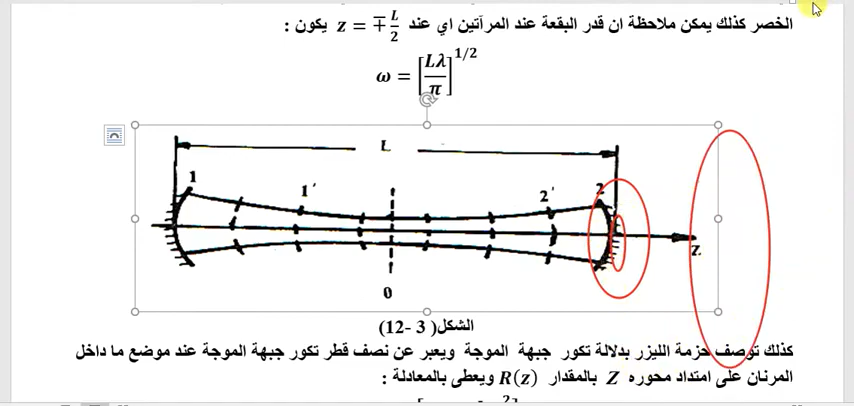 الخصر كذلك يمكن ملاحظة ان قدر البقعة عند المرآتين اي عند z = ∓ L/2 يكون :
ω = [Lλ/π]^1/2
L
1 1′ 2′ 2
Z
0
الشكل( 3 -12)
كذلك توصف حزمة الليزر بدلالة تكور جبهة الموجة ويعبر عن نصف قطر تكور جبهة الموجة عند موضع ما داخل
المرنان على امتداد محوره Z بالمقدار R(z) ويعطى بالمعادلة :